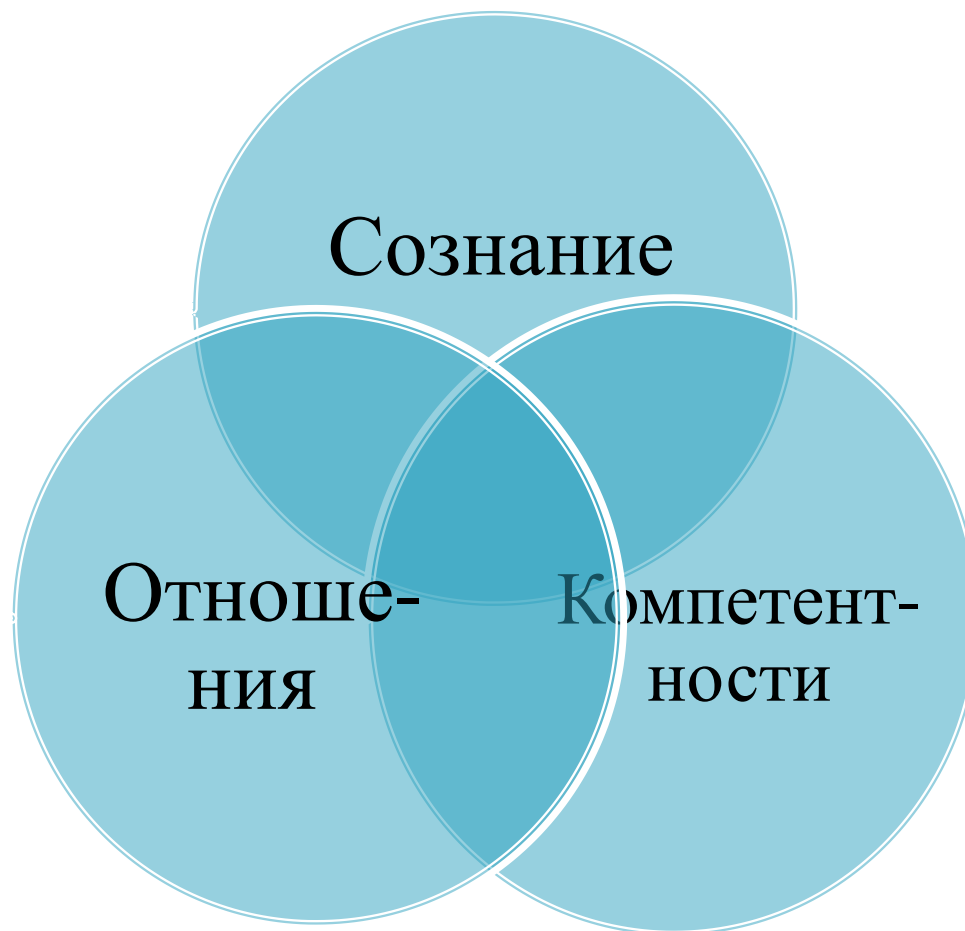 Сознание
Отноше-
ния
Компетент-
ности